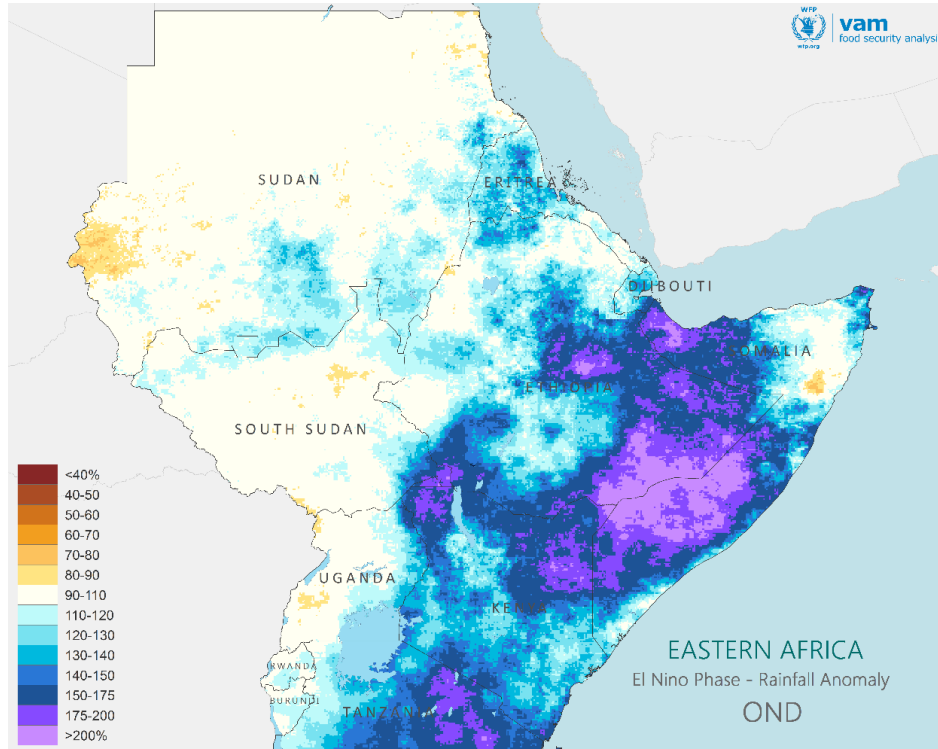 WFP
wfp.org
vam
food security analysis
SUDAN
ERITREA
DJIBOUTI
SOMALIA
ETHIOPIA
SOUTH SUDAN
UGANDA
KENYA
RWANDA
BURUNDI
TANZANIA
<40%
40-50
50-60
60-70
70-80
80-90
90-110
110-120
120-130
130-140
140-150
150-175
175-200
>200%
EASTERN AFRICA
El Nino Phase - Rainfall Anomaly
OND